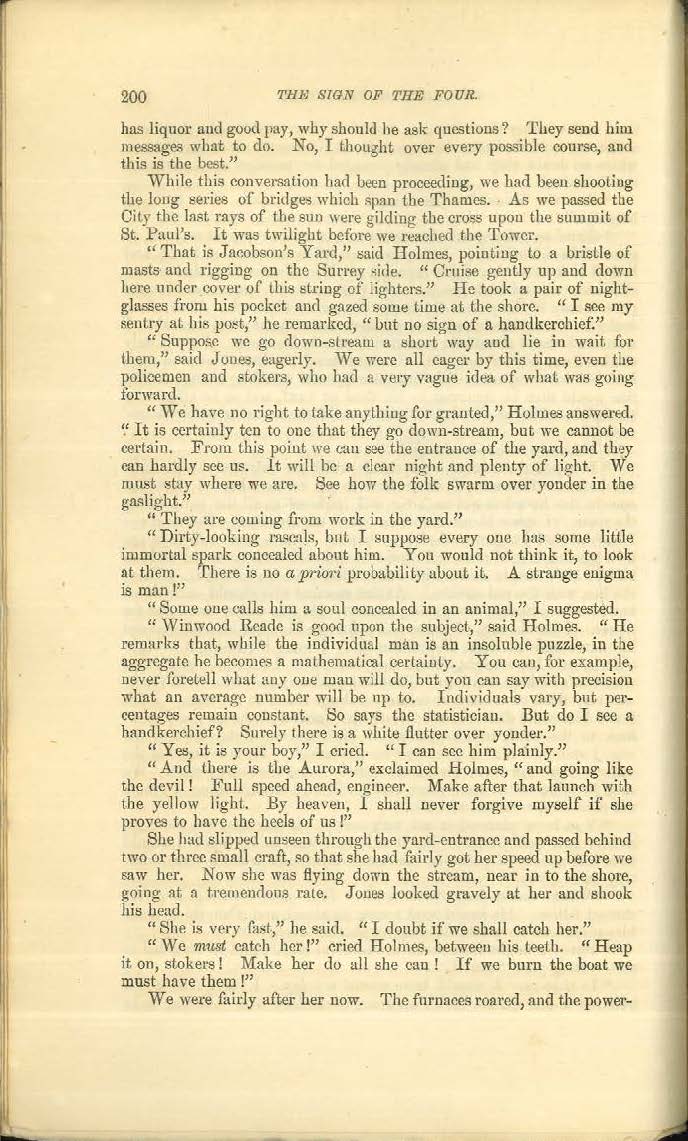 200 THE SIGN OF THE FOUR.
has liquor and good pay, why should he ask questions? They send him
messages what to do. No, I thought over every possible course, and
this is the best.”
While this conversation had been proceeding, we had been shooting
the long series of bridges which span the Thames. As we passed the
City the last rays of the sun were gilding the cross upon the summit of
St. Paul’s. It was twilight before we reached the Tower.
“That is Jacobson’s Yard,” said Holmes, pointing to a bristle of
masts and rigging on the Surrey side. “Cruise gently up and down
here under cover of this string of lighters.” He took a pair of night-
glasses from his pocket and gazed some time at the shore. “I see my
sentry at his post,” he remarked, “but no sign of a handkerchief.”
“Suppose we go down-stream a short way and lie in wait for
them,” said Jones, eagerly. We were all eager by this time, even the
policemen and stokers, who had a very vague idea of what was going
forward.
“We have no right to take anything for granted,” Holmes answered.
“It is certainly ten to one that they go down-stream, but we cannot be
certain. From this point we can see the entrance of the yard, and they
can hardly see us. It will be a clear night and plenty of light. We
must stay where we are. See how the folk swarm over yonder in the
gaslight.”
“They are coming from work in the yard.”
“Dirty-looking rascals, but I suppose every one has some little
immortal spark concealed about him. You would not think it, to look
at them. There is no a priori probability about it. A strange enigma
is man!”
“Some one calls him a soul concealed in an animal,” I suggested.
“Winwood Reade is good upon the subject,” said Holmes. “He
remarks that, while the individual man is an insoluble puzzle, in the
aggregate he becomes a mathematical certainty. You can, for example,
never foretell what any one man will do, but you can say with precision
what an average number will be up to. Individuals vary, but per-
centages remain constant. So says the statistician. But do I see a
handkerchief? Surely there is a white flutter over yonder.”
“Yes, it is your boy,” I cried. “I can see him plainly.”
“And there is the Aurora,” exclaimed Holmes, “and going like
the devil! Full speed ahead, engineer. Make after that launch with
the yellow light. By heaven, I shall never forgive myself if she
proves to have the heels of us!”
She had slipped unseen through the yard-entrance and passed behind
two or three small craft, so that she had fairly got her speed up before we
saw her. Now she was flying down the stream, near in to the shore,
going at a tremendous rate. Jones looked gravely at her and shook
his head.
“She is very fast,” he said. “I doubt if we shall catch her.”
“We must catch her!” cried Holmes, between his teeth. “Heap
it on, stokers! Make her do all she can! If we burn the boat we
must have them!”
We were fairly after her now. The furnaces roared, and the power-